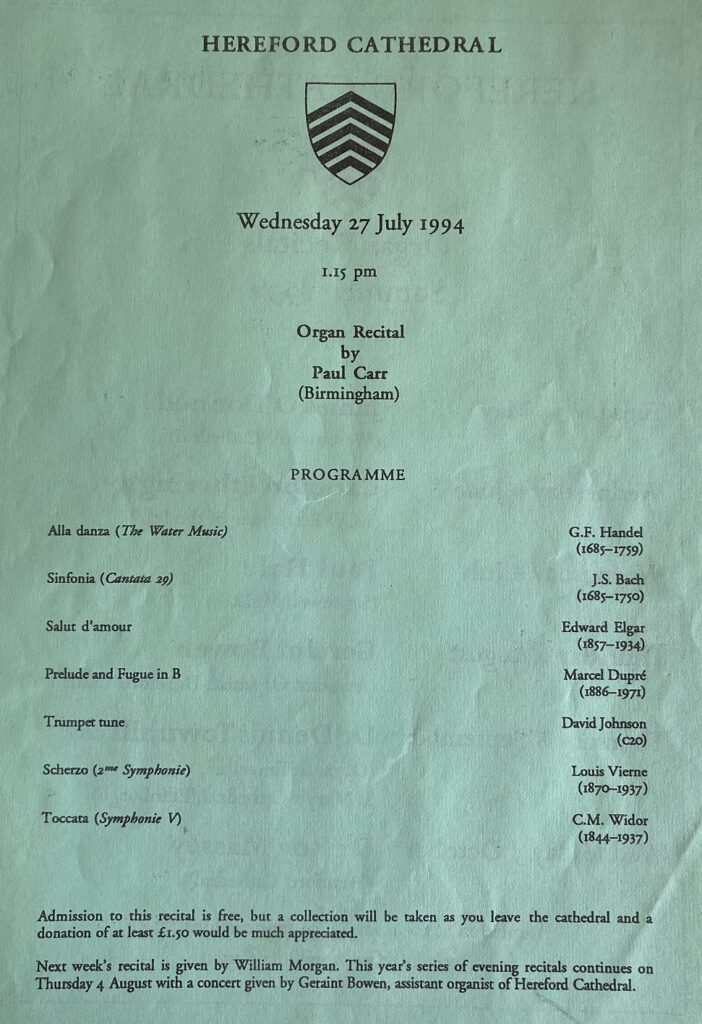 HEREFORD CATHEDRAL
Wednesday 27 July 1994
1.15 pm
Organ Recital
by
Paul Carr
(Birmingham)
PROGRAMME
Alla danza (The Water Music) G.F. Handel
(1685–1759)
Sinfonia (Cantata 29) J.S. Bach
(1685–1750)
Salut d'amour Edward Elgar
(1857–1934)
Prelude and Fugue in B Marcel Dupré
(1886–1971)
Trumpet tune David Johnson
(C20)
Scherzo (2me Symphonie) Louis Vierne
(1870–1937)
Toccata (Symphonie V) C.M. Widor
(1844–1937)
Admission to this recital is free, but a collection will be taken as you leave the cathedral and a
donation of at least £1.50 would be much appreciated.
Next week's recital is given by William Morgan. This year's series of evening recitals continues on
Thursday 4 August with a concert given by Geraint Bowen, assistant organist of Hereford Cathedral.